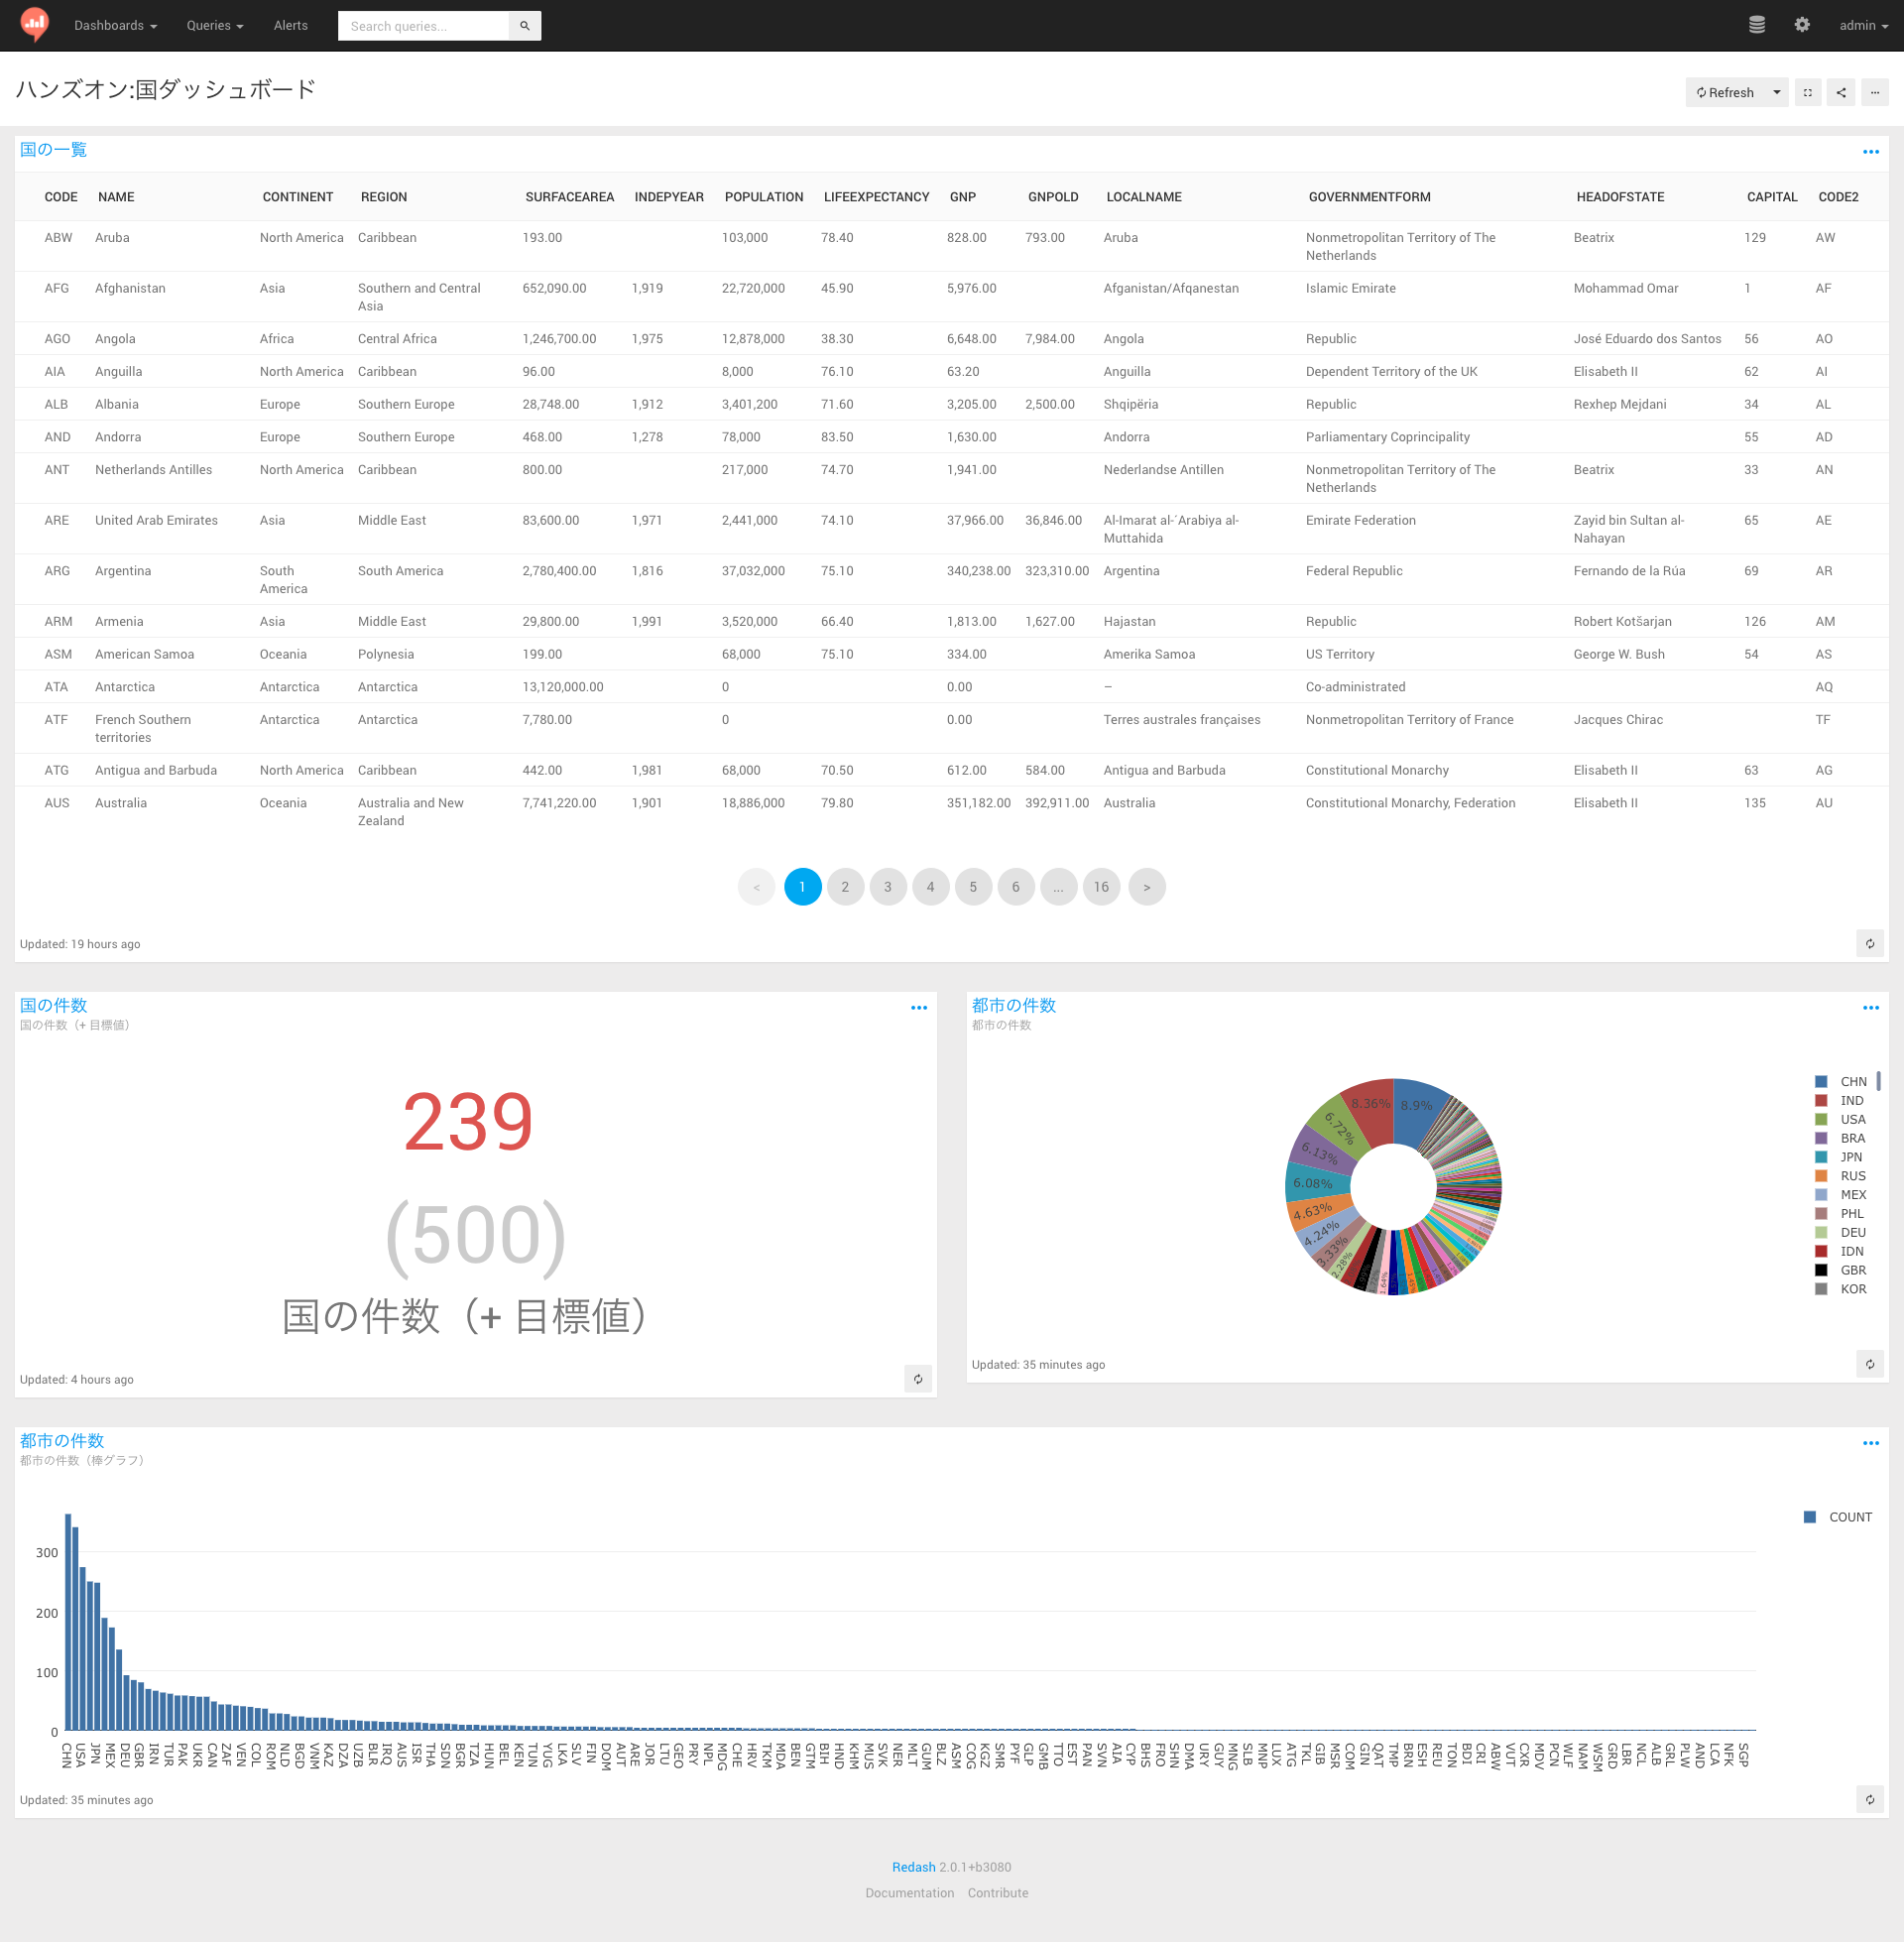 Dashboards Queries Alerts Search queries... admin
ハンズオン:国ダッシュボード
Refresh
国の一覧
CODE NAME CONTINENT REGION SURFACEAREA INDEPYEAR POPULATION LIFEEXPECTANCY GNP GNPOLD LOCALNAME GOVERNMENTFORM HEADOFSTATE CAPITAL CODE2
ABW Aruba North America Caribbean 193.00 103,000 78.40 828.00 793.00 Aruba Nonmetropolitan Territory of The Netherlands Beatrix 129 AW
AFG Afghanistan Asia Southern and Central Asia 652,090.00 1,919 22,720,000 45.90 5,976.00 Afganistan/Afqanestan Islamic Emirate Mohammad Omar 1 AF
AGO Angola Africa Central Africa 1,246,700.00 1,975 12,878,000 38.30 6,648.00 7,984.00 Angola Republic José Eduardo dos Santos 56 AO
AIA Anguilla North America Caribbean 96.00 8,000 76.10 63.20 Anguilla Dependent Territory of the UK Elisabeth II 62 AI
ALB Albania Europe Southern Europe 28,748.00 1,912 3,401,200 71.60 3,205.00 2,500.00 Shqipëria Republic Rexhep Mejdani 34 AL
AND Andorra Europe Southern Europe 468.00 1,278 78,000 83.50 1,630.00 Andorra Parliamentary Coprincipality 55 AD
ANT Netherlands Antilles North America Caribbean 800.00 217,000 74.70 1,941.00 Nederlandse Antillen Nonmetropolitan Territory of The Netherlands Beatrix 33 AN
ARE United Arab Emirates Asia Middle East 83,600.00 1,971 2,441,000 74.10 37,966.00 36,846.00 Al-Imarat al-´Arabiya al-Muttahida Emirate Federation Zayid bin Sultan al-Nahayan 65 AE
ARG Argentina South America South America 2,780,400.00 1,816 37,032,000 75.10 340,238.00 323,310.00 Argentina Federal Republic Fernando de la Rúa 69 AR
ARM Armenia Asia Middle East 29,800.00 1,991 3,520,000 66.40 1,813.00 1,627.00 Hajastan Republic Robert Kotšarjan 126 AM
ASM American Samoa Oceania Polynesia 199.00 68,000 75.10 334.00 Amerika Samoa US Territory George W. Bush 54 AS
ATA Antarctica Antarctica Antarctica 13,120,000.00 0 0.00 – Co-administrated AQ
ATF French Southern territories Antarctica Antarctica 7,780.00 0 0.00 Terres australes françaises Nonmetropolitan Territory of France Jacques Chirac TF
ATG Antigua and Barbuda North America Caribbean 442.00 1,981 68,000 70.50 612.00 584.00 Antigua and Barbuda Constitutional Monarchy Elisabeth II 63 AG
AUS Australia Oceania Australia and New Zealand 7,741,220.00 1,901 18,886,000 79.80 351,182.00 392,911.00 Australia Constitutional Monarchy, Federation Elisabeth II 135 AU
< 1 2 3 4 5 6 ... 16 >
Updated: 19 hours ago
国の件数
国の件数（+ 目標値）
239
(500)
国の件数（+ 目標値）
Updated: 4 hours ago
都市の件数
都市の件数
8.9%
8.36%
6.72%
6.13%
6.08%
4.63%
4.24%
3.33%
2.28%
CHN
IND
USA
BRA
JPN
RUS
MEX
PHL
DEU
IDN
GBR
KOR
Updated: 35 minutes ago
都市の件数
都市の件数（棒グラフ）
300
200
100
0
COUNT
CHN USA JPN MEX DEU GBR IRN TUR PAK UKR CAN ZAF VEN COL ROM NLD BGD VNM KAZ DZA UZB BLR IRQ AUS ISR THA SDN BGR TZA HUN BEL KEN TUN YUG LKA SLV FIN DOM AUT ARE JOR LTU GEO PRY NPL MDG CHE HRV TKM MDA BEN GTM BIH HND KHM MUS SVK NER MLT GUM BLZ ASM COG KGZ SMR PYF GLP GMB TTO EST PAN SVN AIA CYP BHS FRO SHN DMA URY GUY MNG SLB MNP LUX ATG TKL GIB MSR COM GIN QAT TMP BRN ESH REU TON BDI CRI ABW VUT CXR MDV PCN WLF NAM WSM GRD LBR NCL ALB GRL PLW AND LCA NFK SGP
Updated: 35 minutes ago
Redash 2.0.1+b3080
Documentation Contribute